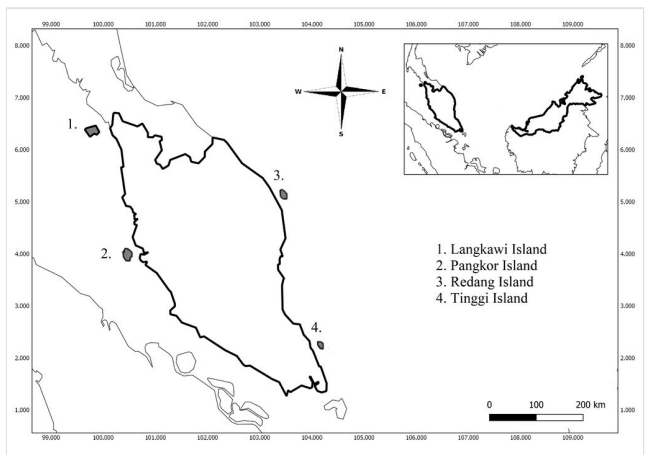 99.000 100.000 101.000 102.000 103.000 104.000 105.000 106.000 107.000 108.000 109.000
8.000 8.000
7.000 7.000
6.000 6.000
5.000 5.000
4.000 4.000
3.000 3.000
2.000 2.000
1.000 1.000
N
W E
S
1.
2.
3.
4.
1. Langkawi Island
2. Pangkor Island
3. Redang Island
4. Tinggi Island
0 100 200 km
99.000 100.000 101.000 102.000 103.000 104.000 105.000 106.000 107.000 108.000 109.000